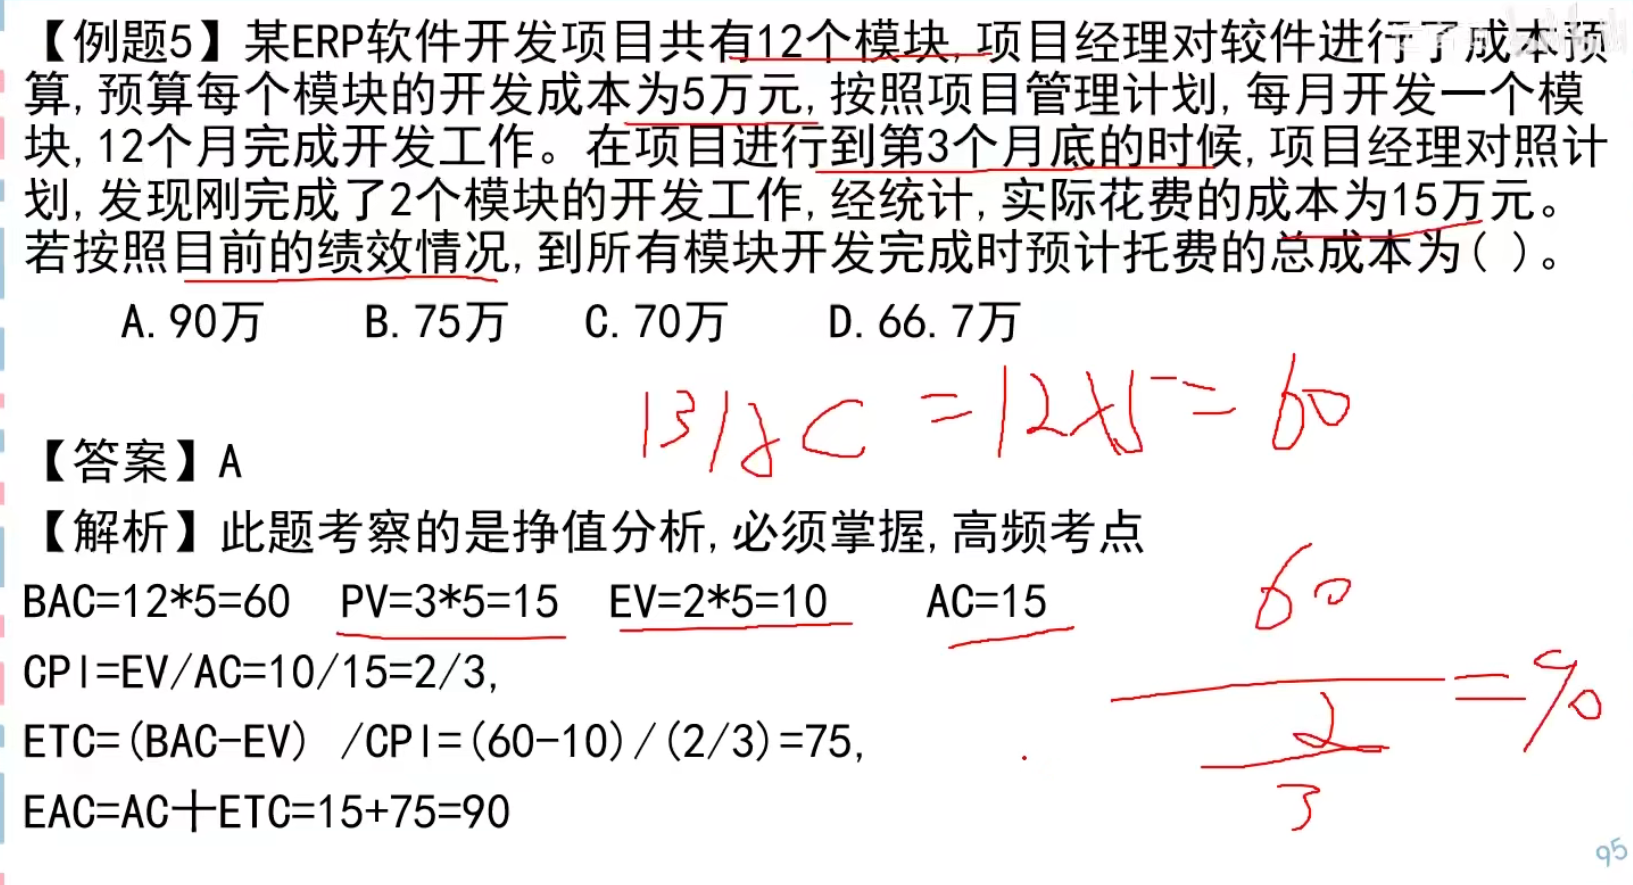 【例题5】某ERP软件开发项目共有12个模块,项目经理对较件进行了成本预
算,预算每个模块的开发成本为5万元,按照项目管理计划,每月开发一个模
块,12个月完成开发工作。在项目进行到第3个月底的时候,项目经理对照计
划,发现刚完成了2个模块的开发工作,经统计,实际花费的成本为15万元。
若按照目前的绩效情况,到所有模块开发完成时预计托费的总成本为( )。
A.90万 B.75万 C.70万 D.66.7万
BAC=12×5=60
【答案】A
【解析】此题考察的是挣值分析,必须掌握,高频考点
BAC=12*5=60 PV=3*5=15 EV=2*5=10 AC=15
CPI=EV/AC=10/15=2/3,
ETC=(BAC-EV) /CPI=(60-10)/(2/3)=75,
EAC=AC十ETC=15+75=90
60
2
3
=90
95